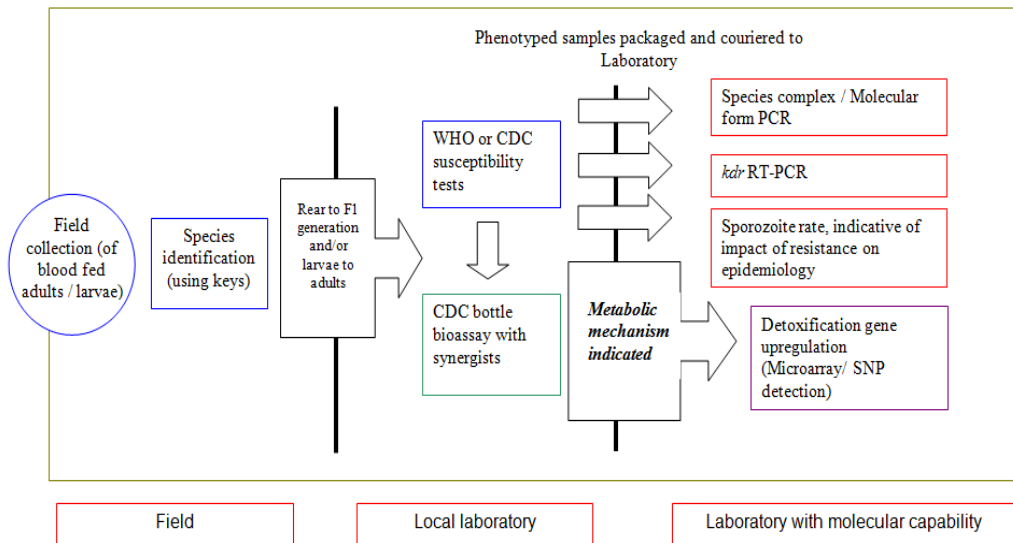 Phenotyped samples packaged and couriered to
Laboratory
Field
collection (of
blood fed
adults / larvae)
Species
identification
(using keys)
Rear to F1
generation
and/or
larvae to
adults
WHO or CDC
susceptibility
tests
CDC bottle
bioassay with
synergists
Metabolic
mechanism
indicated
Species complex / Molecular
form PCR
kdr RT-PCR
Sporozoite rate, indicative of
impact of resistance on
epidemiology
Detoxification gene
upregulation
(Microarray/ SNP
detection)
Field
Local laboratory
Laboratory with molecular capability